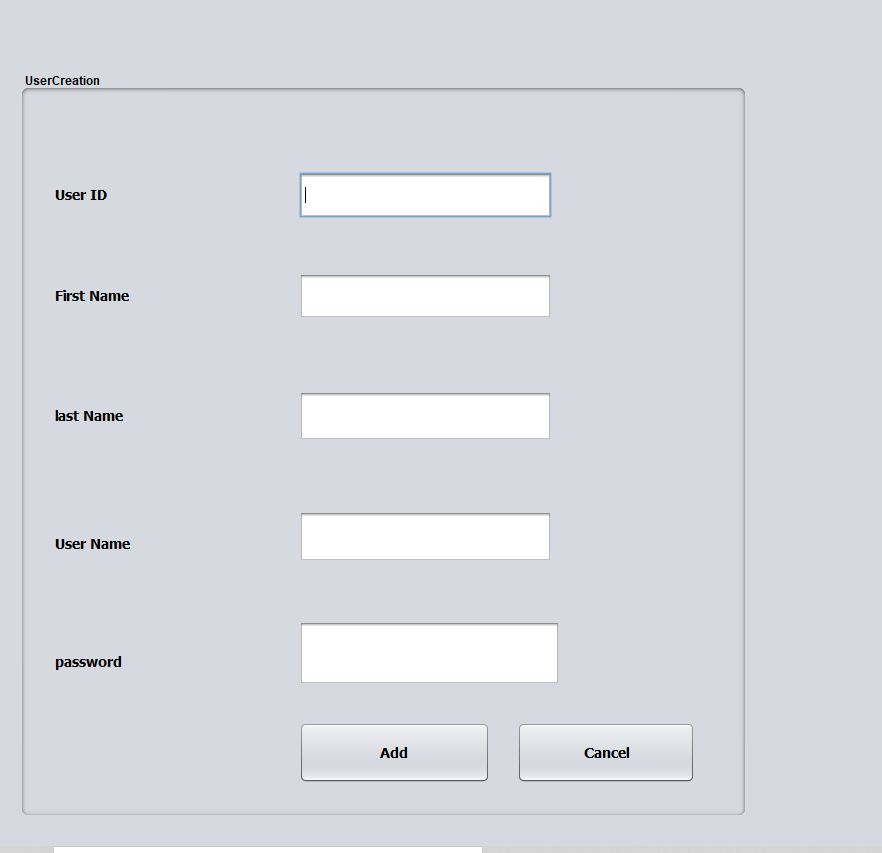 UserCreation
User ID
First Name
last Name
User Name
password
Add
Cancel